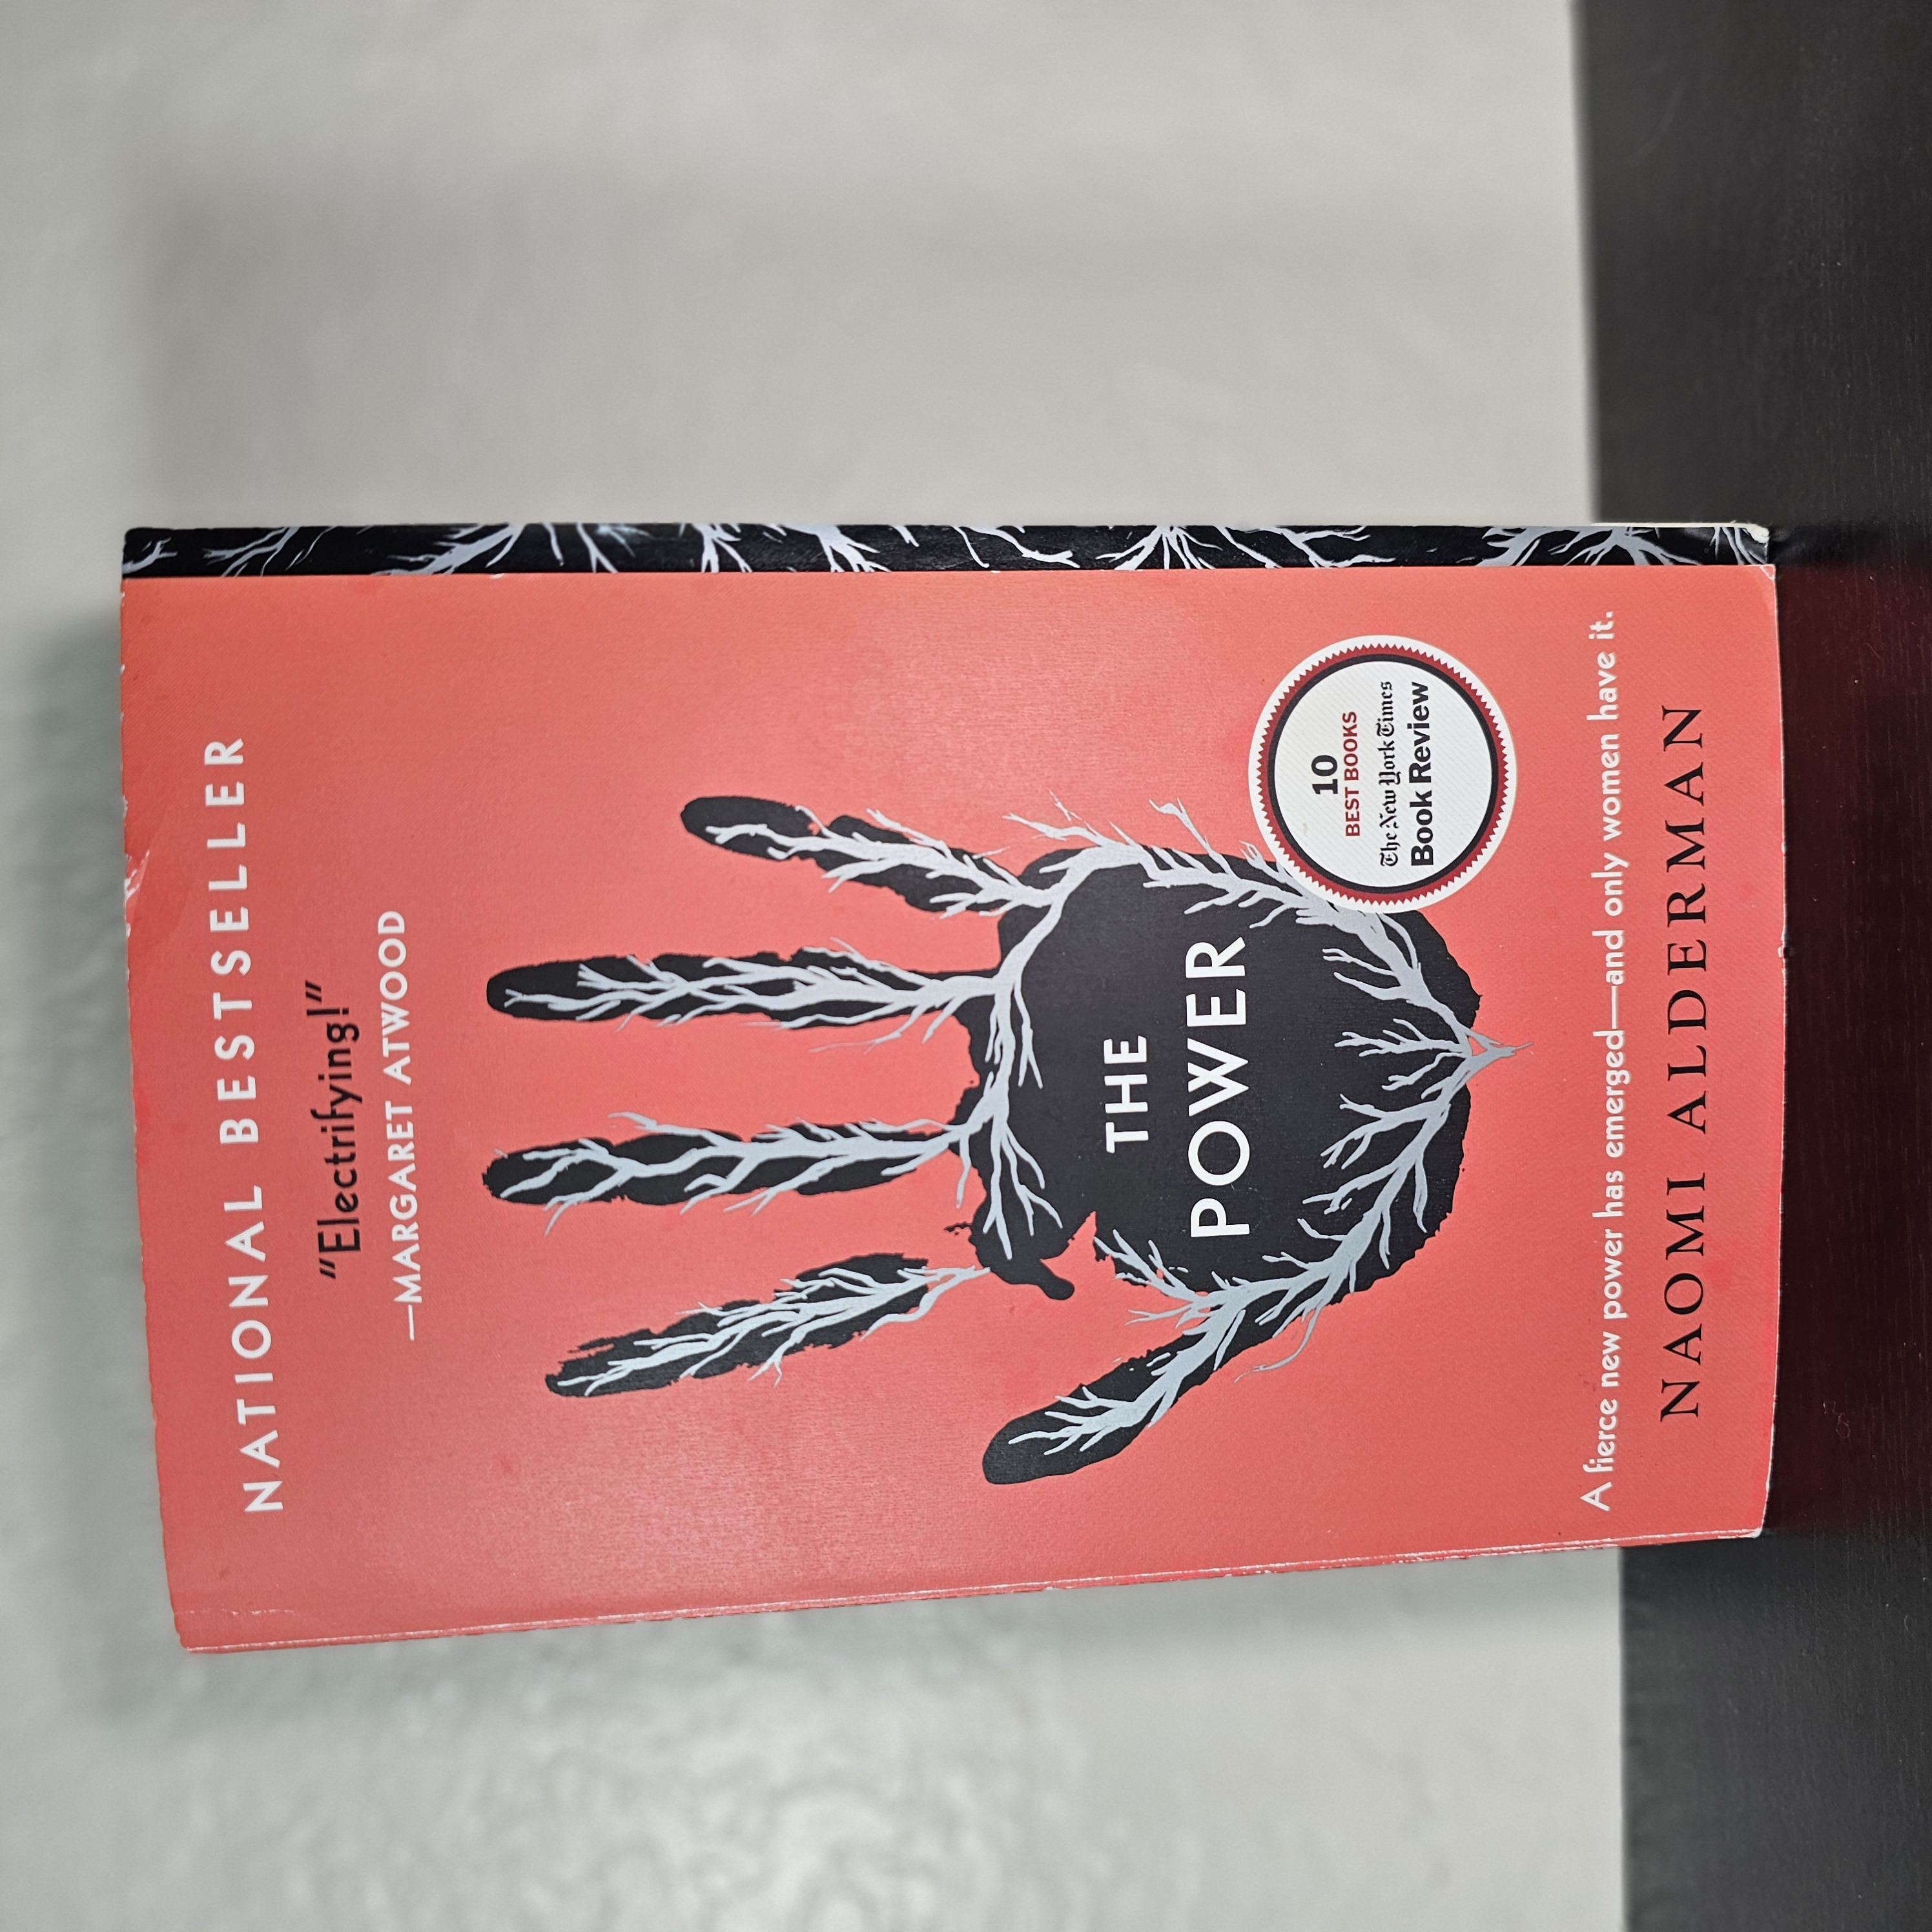 NATIONAL BESTSELLER
“Electrifying!”
—MARGARET ATWOOD
THE
POWER
10
BEST BOOKS
The New York Times
Book Review
A fierce new power has emerged—and only women have it.
NAOMI ALDERMAN